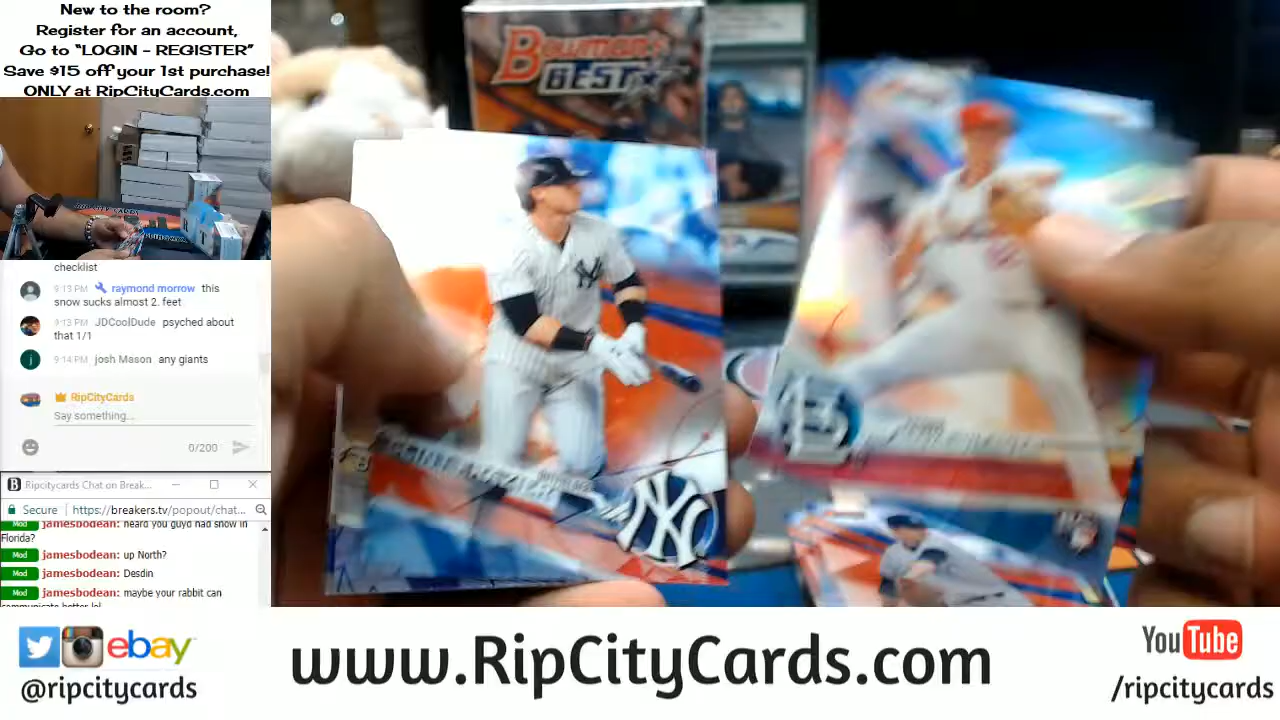 New to the room?
Register for an account,
Go to "LOGIN - REGISTER"
Save $15 off your 1st purchase!
ONLY at RipCityCards.com
checklist
9:13 PM raymond morrow this
snow sucks almost 2. feet
9:13 PM JDCoolDude psyched about
that 1/1
9:14 PM josh Mason any giants
RipCityCards
Say something...
0/200
Ripcitycards Chat on Break...
Secure https://breakers.tv/popout/chat...
Mod jamesbodean: heard you guyd had snow in
Florida?
Mod jamesbodean: up North?
Mod jamesbodean: Desdin
Mod jamesbodean: maybe your rabbit can
communicate better lol
BOWMAN'S
BEST
NY
NY
ebay
@ripcitycards
www.RipCityCards.com
YouTube
/ripcitycards